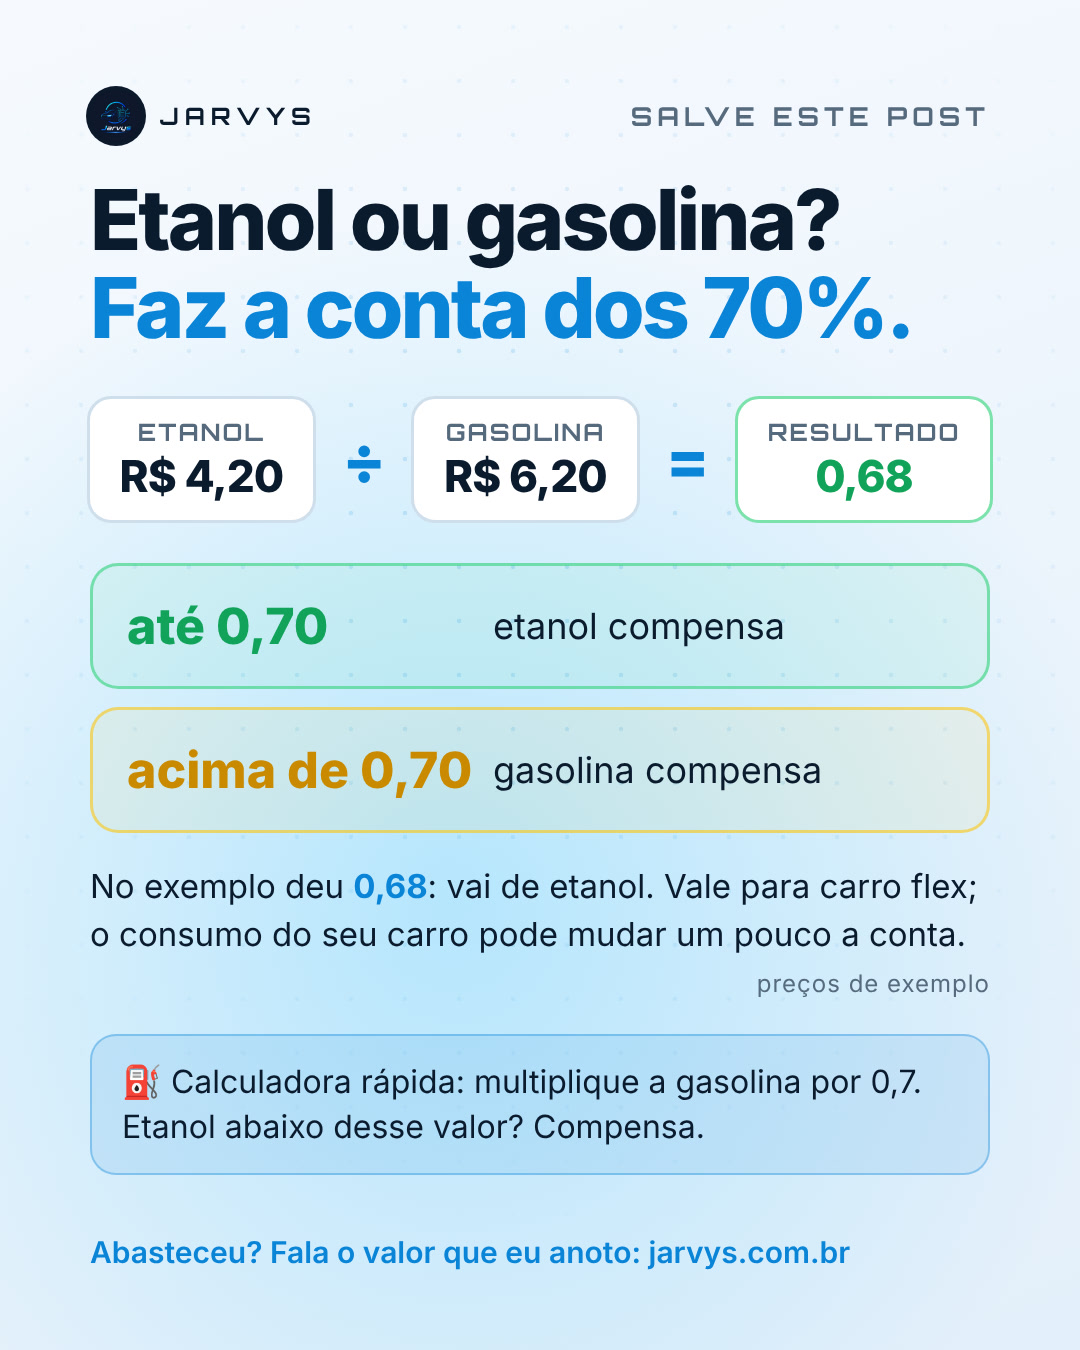 Jarvys
JARVYS
SALVE ESTE POST
Etanol ou gasolina?
Faz a conta dos 70%.
ETANOL
R$ 4,20
÷
GASOLINA
R$ 6,20
=
RESULTADO
0,68
até 0,70 etanol compensa
acima de 0,70 gasolina compensa
No exemplo deu 0,68: vai de etanol. Vale para carro flex;
o consumo do seu carro pode mudar um pouco a conta.
preços de exemplo
⛽ Calculadora rápida: multiplique a gasolina por 0,7.
Etanol abaixo desse valor? Compensa.
Abasteceu? Fala o valor que eu anoto: jarvys.com.br